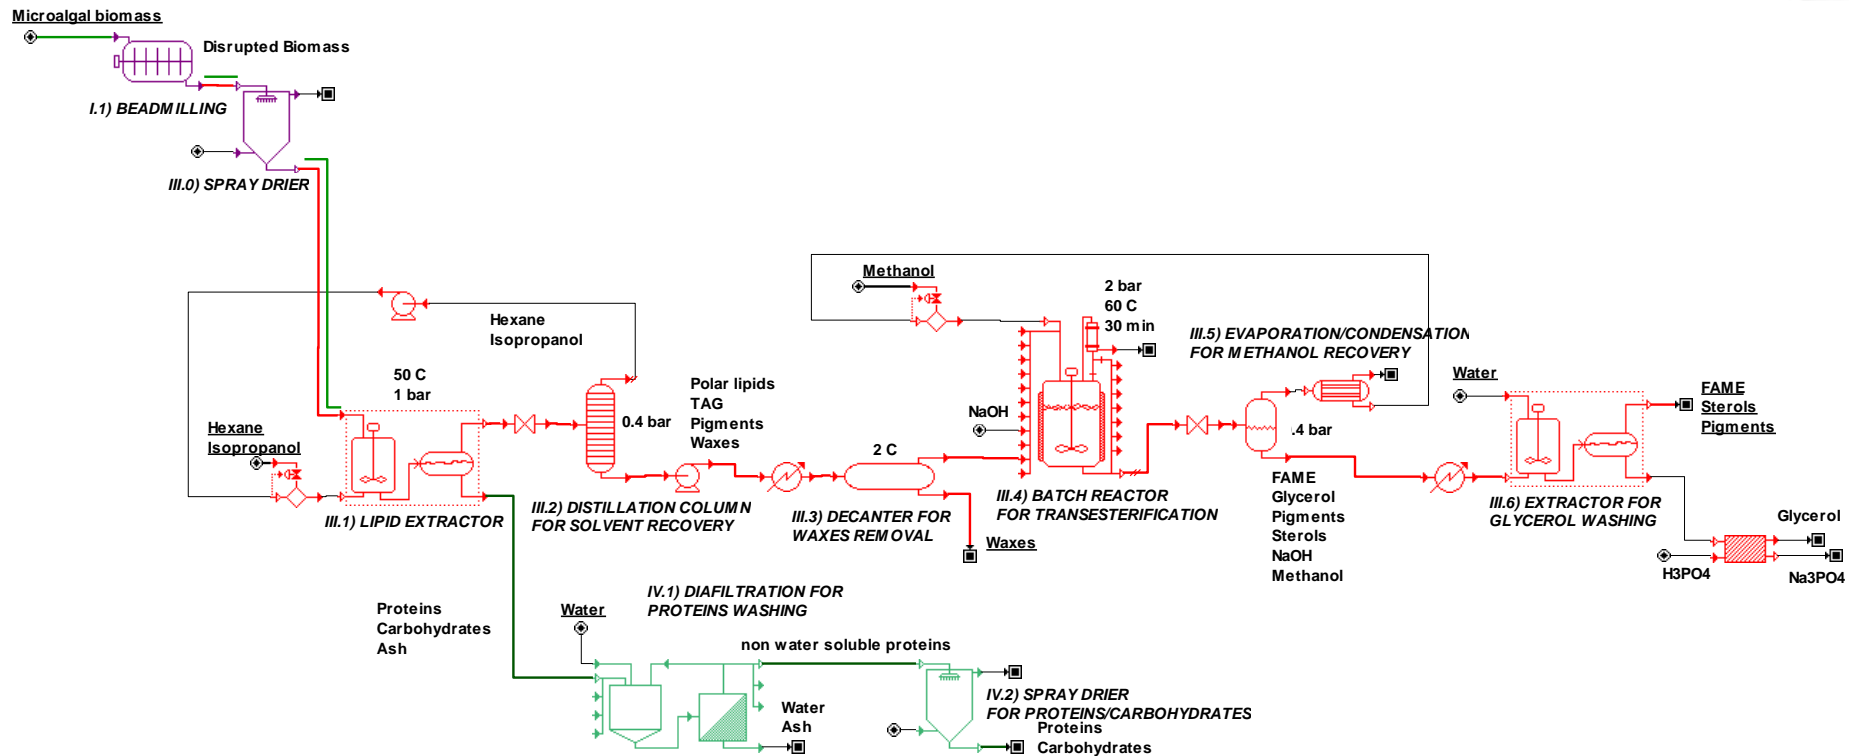 Microalgal biomass
Disrupted Biomass
I.1) BEADMILLING
III.0) SPRAY DRIER
Hexane
Isopropanol
50 C
1 bar
Hexane
Isopropanol
III.1) LIPID EXTRACTOR
0.4 bar
III.2) DISTILLATION COLUMN
FOR SOLVENT RECOVERY
Polar lipids
TAG
Pigments
Waxes
2 C
III.3) DECANTER FOR
WAXES REMOVAL
Waxes
Methanol
2 bar
60 C
30 min
NaOH
III.4) BATCH REACTOR
FOR TRANSESTERIFICATION
III.5) EVAPORATION/CONDENSATION
FOR METHANOL RECOVERY
.4 bar
FAME
Glycerol
Pigments
Sterols
NaOH
Methanol
Water
FAME
Sterols
Pigments
III.6) EXTRACTOR FOR
GLYCEROL WASHING
Glycerol
H3PO4
Na3PO4
Proteins
Carbohydrates
Ash
IV.1) DIAFILTRATION FOR
PROTEINS WASHING
Water
non water soluble proteins
Water
Ash
IV.2) SPRAY DRIER
FOR PROTEINS/CARBOHYDRATES
Proteins
Carbohydrates